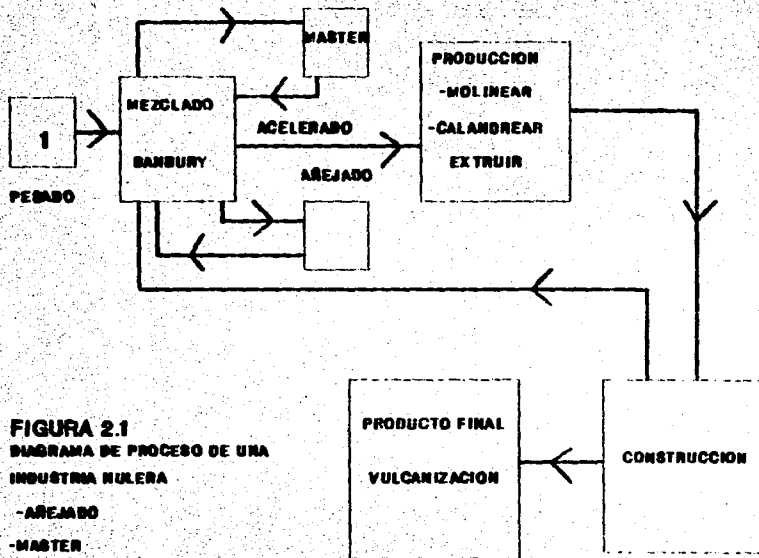 MASTER
PRODUCCION
-MOLINEAR
-CALANDREAR
EXTRUIR
MEZCLADO
BANBURY
1
PESADO
ACELERADO
AÑEJADO
FIGURA 2.1
DIAGRAMA DE PROCESO DE UNA
INDUSTRIA HULERA
-AÑEJADO
-MASTER
PRODUCTO FINAL
VULCANIZACION
CONSTRUCCION